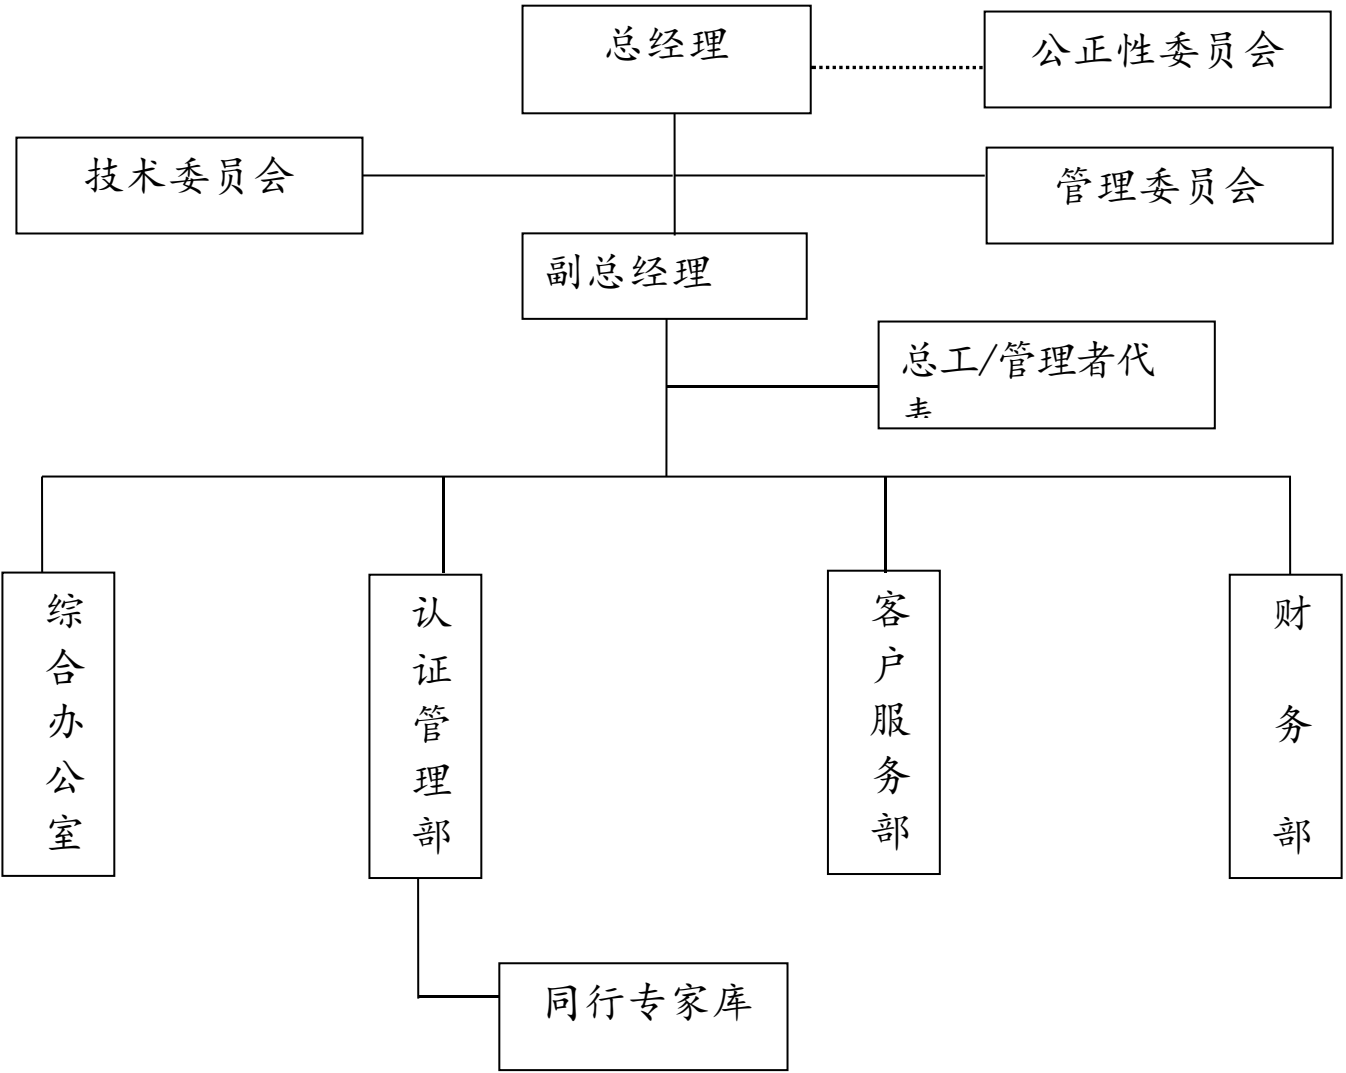 总经理
公正性委员会
技术委员会
管理委员会
副总经理
总工/管理者代
表
综合办公室
认证管理部
客户服务部
财务部
同行专家库